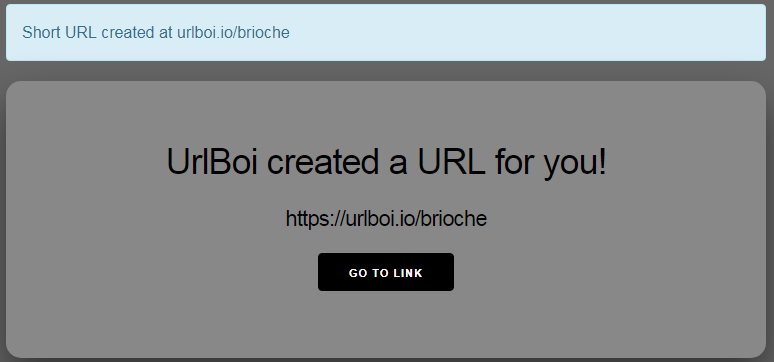 Short URL created at urlboi.io/brioche
UrlBoi created a URL for you!
https://urlboi.io/brioche
GO TO LINK